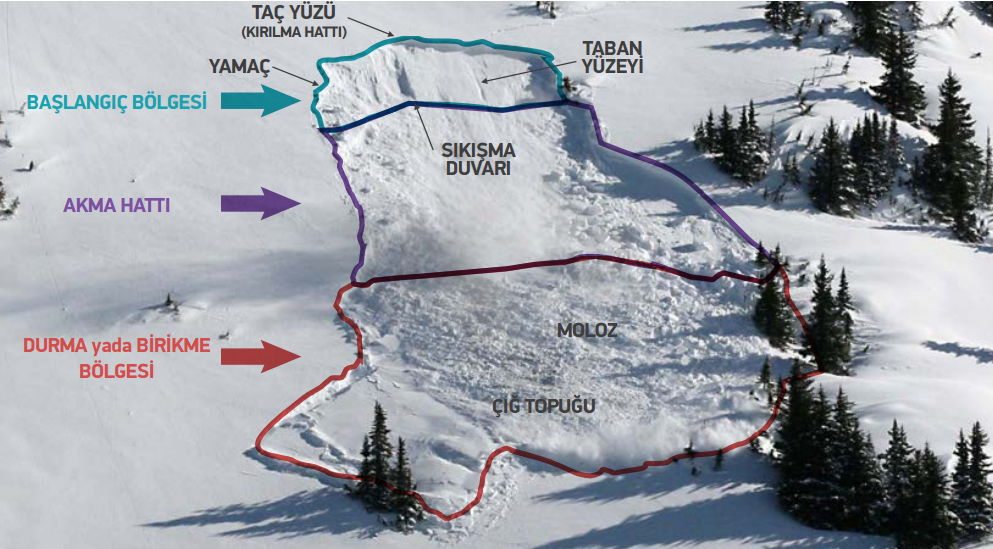 TAÇ YÜZÜ
(KIRILMA HATTI)
YAMAÇ
TABAN
YÜZEYİ
BAŞLANGIÇ BÖLGESİ
SIKIŞMA
DUVARI
AKMA HATTI
DURMA yada BİRİKME
BÖLGESİ
MOLOZ
ÇIĞ TOPUĞU